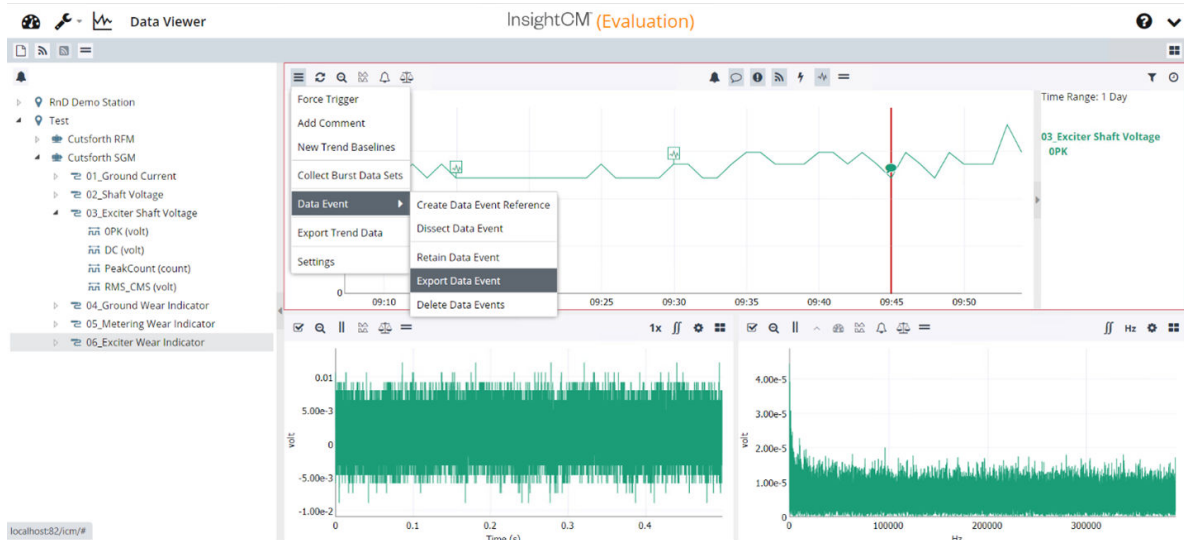 Data Viewer
InsightCM (Evaluation)
RnD Demo Station
Test
Cutsforth RFM
Cutsforth SGM
01_Ground Current
02_Shaft Voltage
03_Exciter Shaft Voltage
0PK (volt)
DC (volt)
PeakCount (count)
RMS_CMS (volt)
04_Ground Wear Indicator
05_Metering Wear Indicator
06_Exciter Wear Indicator
localhost:82/icm/#
Force Trigger
Add Comment
New Trend Baselines
Collect Burst Data Sets
Data Event
Export Trend Data
Settings
Create Data Event Reference
Dissect Data Event
Retain Data Event
Export Data Event
Delete Data Events
0
09:10
09:25
09:30
09:35
09:40
09:45
09:50
Time Range: 1 Day
03_Exciter Shaft Voltage
0PK
1x
volt
0.01
5.00e-3
0
-5.00e-3
-1.00e-2
0
0.1
0.2
0.3
0.4
Time (s)
Hz
volt
4.00e-5
3.00e-5
2.00e-5
1.00e-5
0
0
100000
200000
300000
Hz